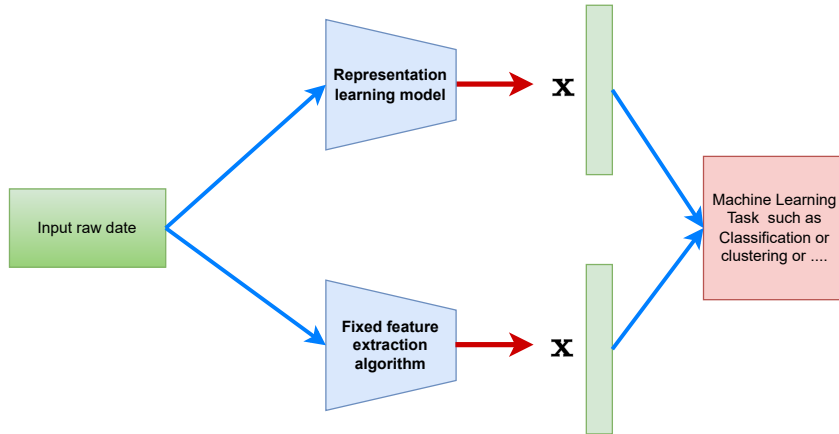 Representation
learning model
x
Input raw date
Machine Learning
Task such as
Classification or
clustering or ....
Fixed feature
extraction
algorithm
x